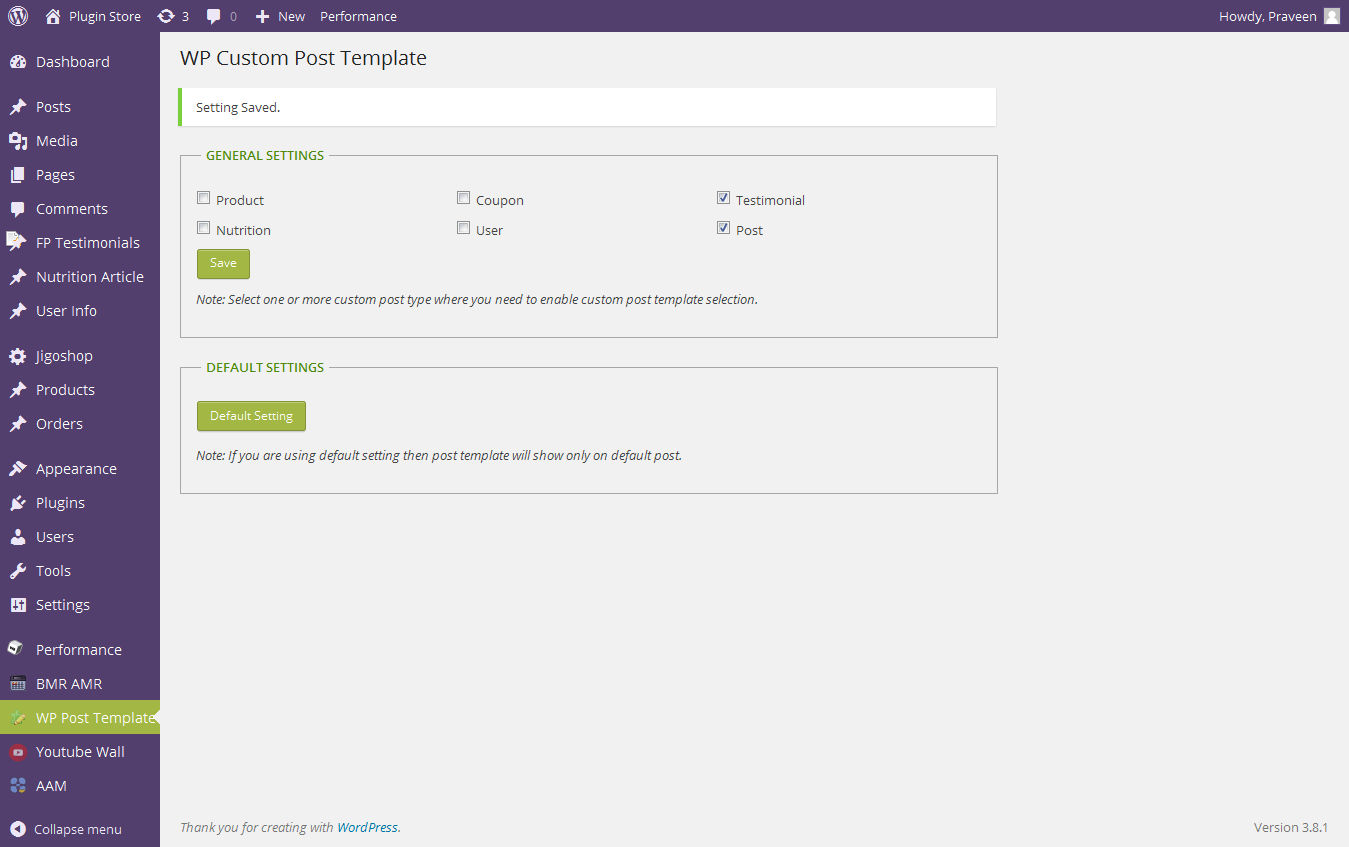 Plugin Store 3 0 New Performance Howdy, Praveen
Dashboard
Posts
Media
Pages
Comments
FP Testimonials
Nutrition Article
User Info
Jigoshop
Products
Orders
Appearance
Plugins
Users
Tools
Settings
Performance
BMR AMR
WP Post Template
Youtube Wall
AAM
Collapse menu
WP Custom Post Template
Setting Saved.
GENERAL SETTINGS
Product Coupon Testimonial
Nutrition User Post
Save
Note: Select one or more custom post type where you need to enable custom post template selection.
DEFAULT SETTINGS
Default Setting
Note: If you are using default setting then post template will show only on default post.
Thank you for creating with WordPress. Version 3.8.1